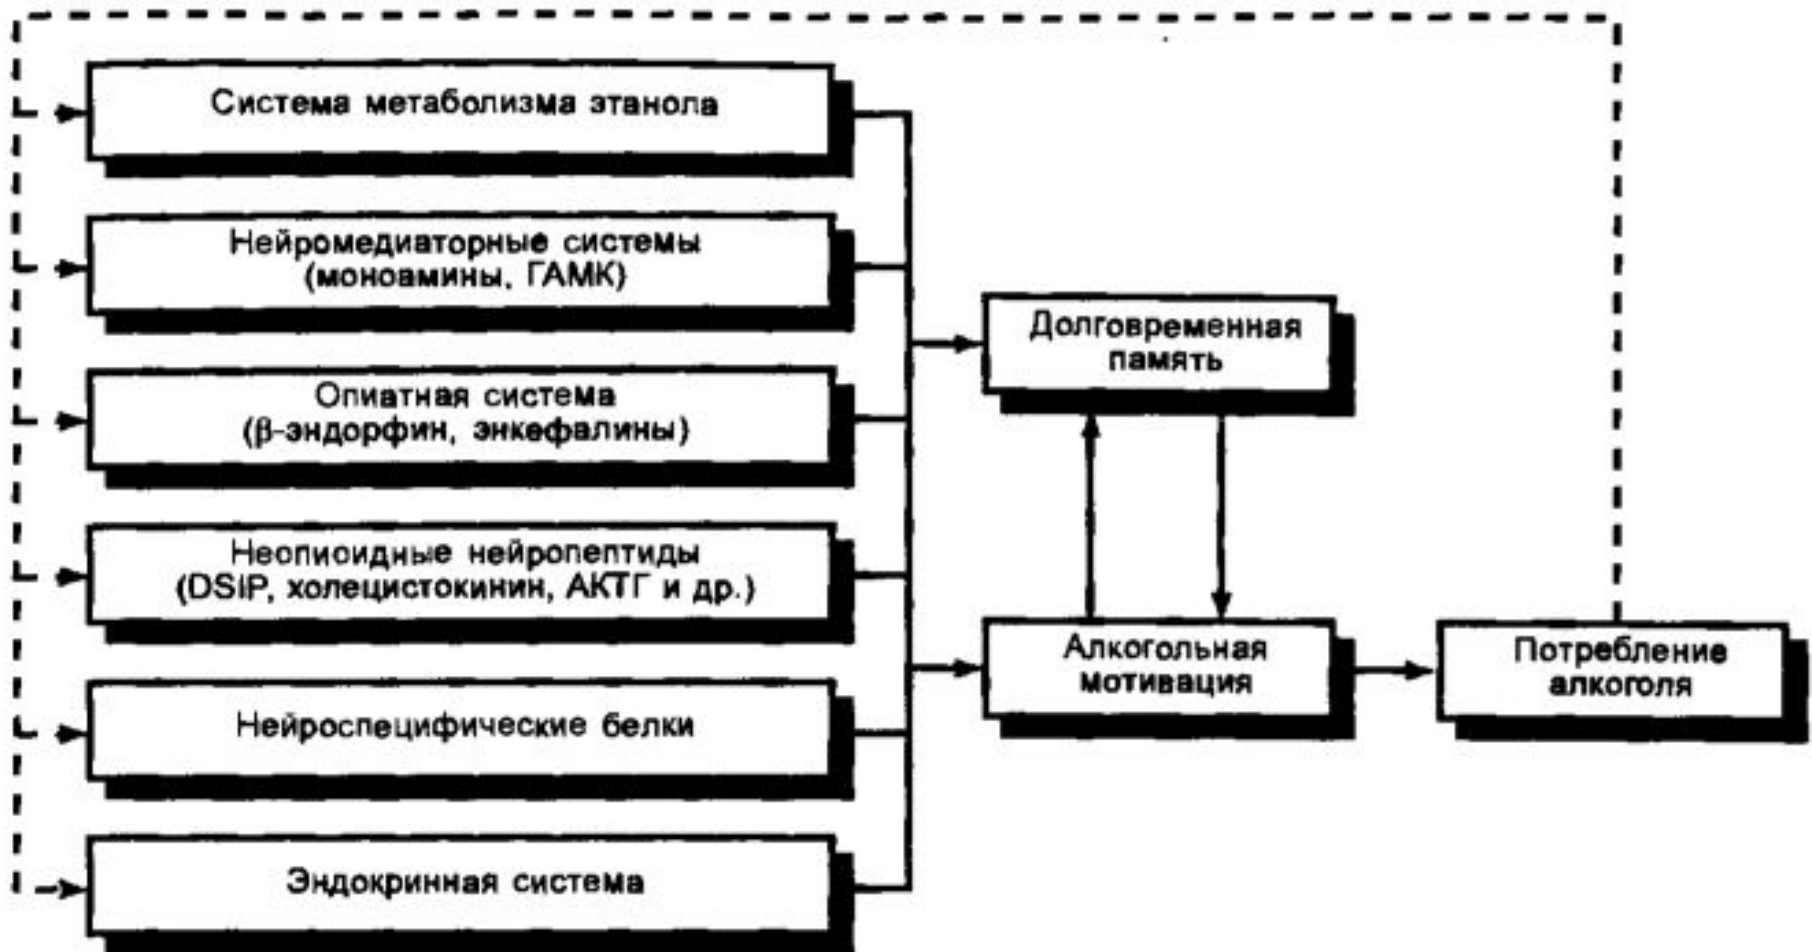 Система метаболизма этанола
Нейромедиаторные системы
(моноамины, ГАМК)
Опиатная система
(β-эндорфин, энкефалины)
Неопиоидные нейропептиды
(DSIP, холецистокинин, АКТГ и др.)
Нейроспецифические белки
Эндокринная система
Долговременная
память
Алкогольная
мотивация
Потребление
алкоголя